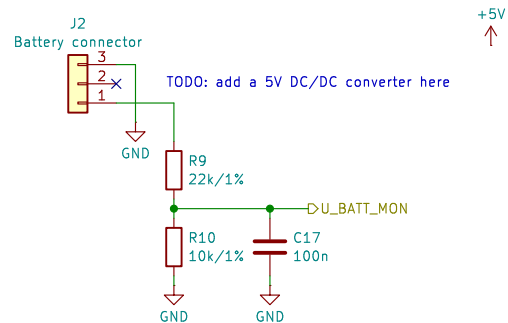 +5V
J2
Battery connector
3
2
1
TODO: add a 5V DC/DC converter here
GND
R9
22k/1%
U_BATT_MON
R10
10k/1%
C17
100n
GND
GND